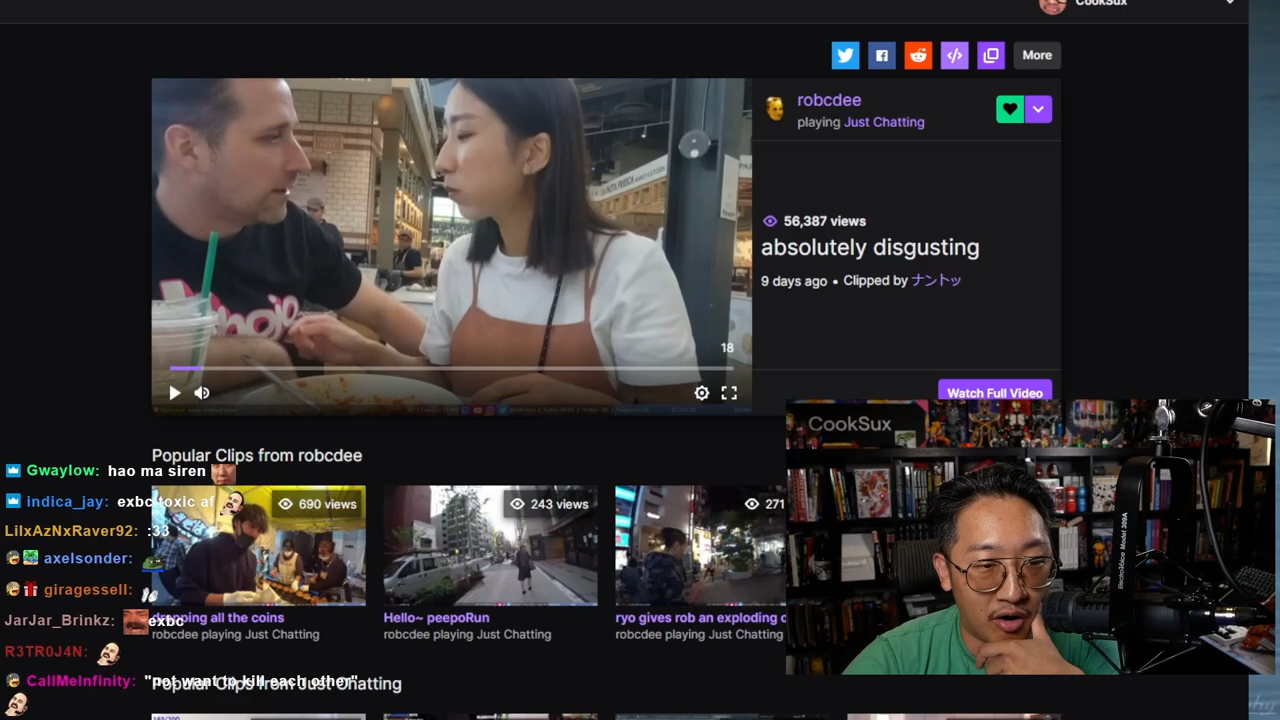 CookSux
More
robcdee
playing Just Chatting
56,387 views
absolutely disgusting
9 days ago • Clipped by ナントッ
18
Watch Full Video
CookSux
Popular Clips from robcdee
Gwaylow: hao ma siren
indica_jay: exbc toxic af
LilxAzNxRaver92: :33
axelsonder:
giragessell:
JarJar_Brinkz: exbc
R3TR0J4N:
CallMeInfinity: "not want to kill each other"
690 views
243 views
271
all the coins
robcdee playing Just Chatting
Hello~ peepoRun
robcdee playing Just Chatting
ryo gives rob an exploding c
robcdee playing Just Chatting
Popular Clips from Just Chatting